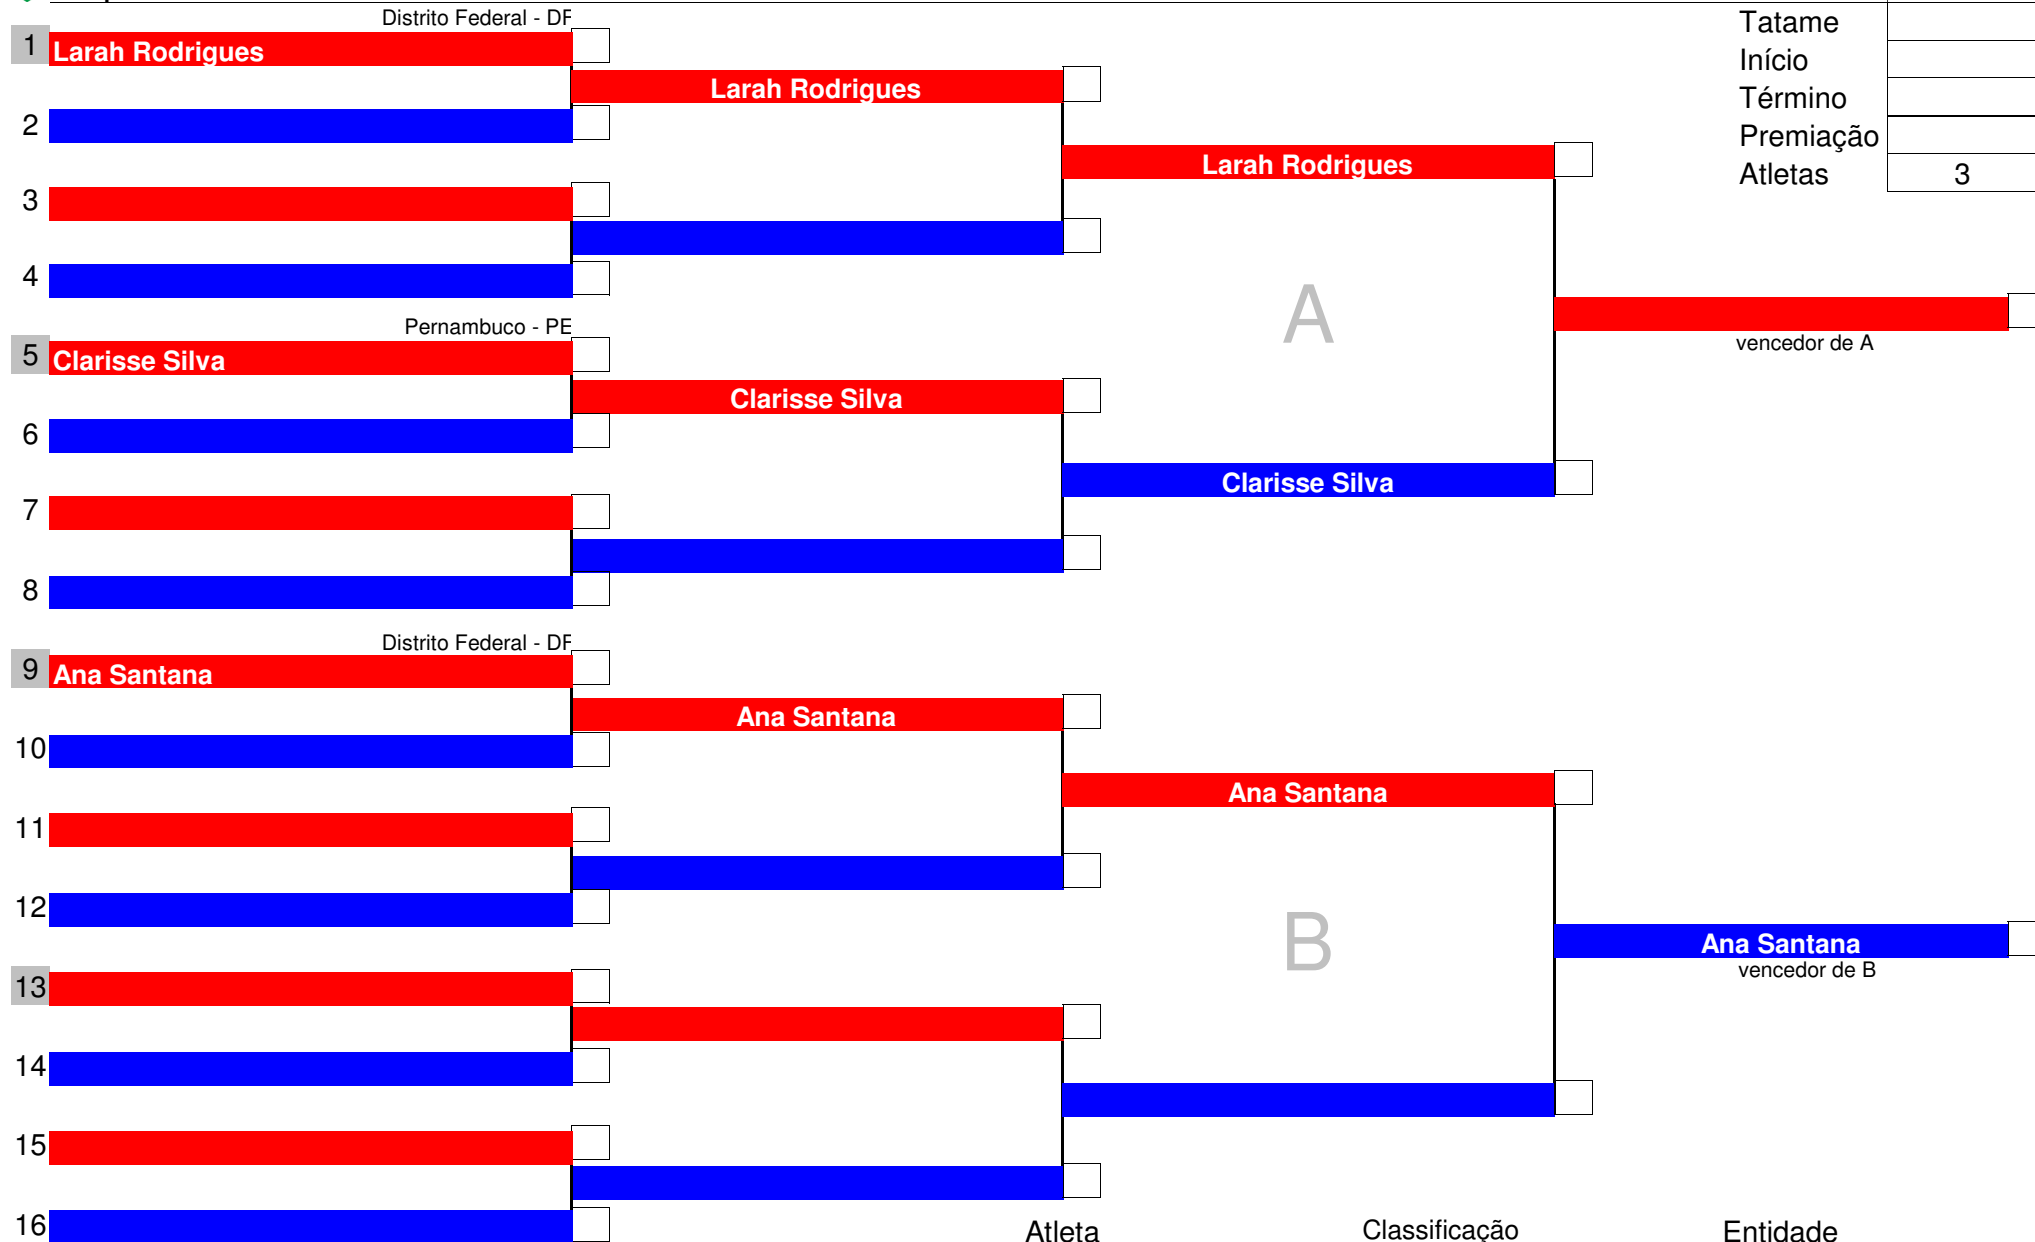 Distrito Federal - DF
Tatame
1 Larah Rodrigues
Início
Larah Rodrigues
Término
2
Premiação
Larah Rodrigues
Atletas 3
3
4
A
Pernambuco - PE
vencedor de A
5 Clarisse Silva
Clarisse Silva
6
Clarisse Silva
7
8
Distrito Federal - DF
9 Ana Santana
Ana Santana
10
Ana Santana
11
12
B
Ana Santana
vencedor de B
13
14
15
16
Atleta Classificação Entidade